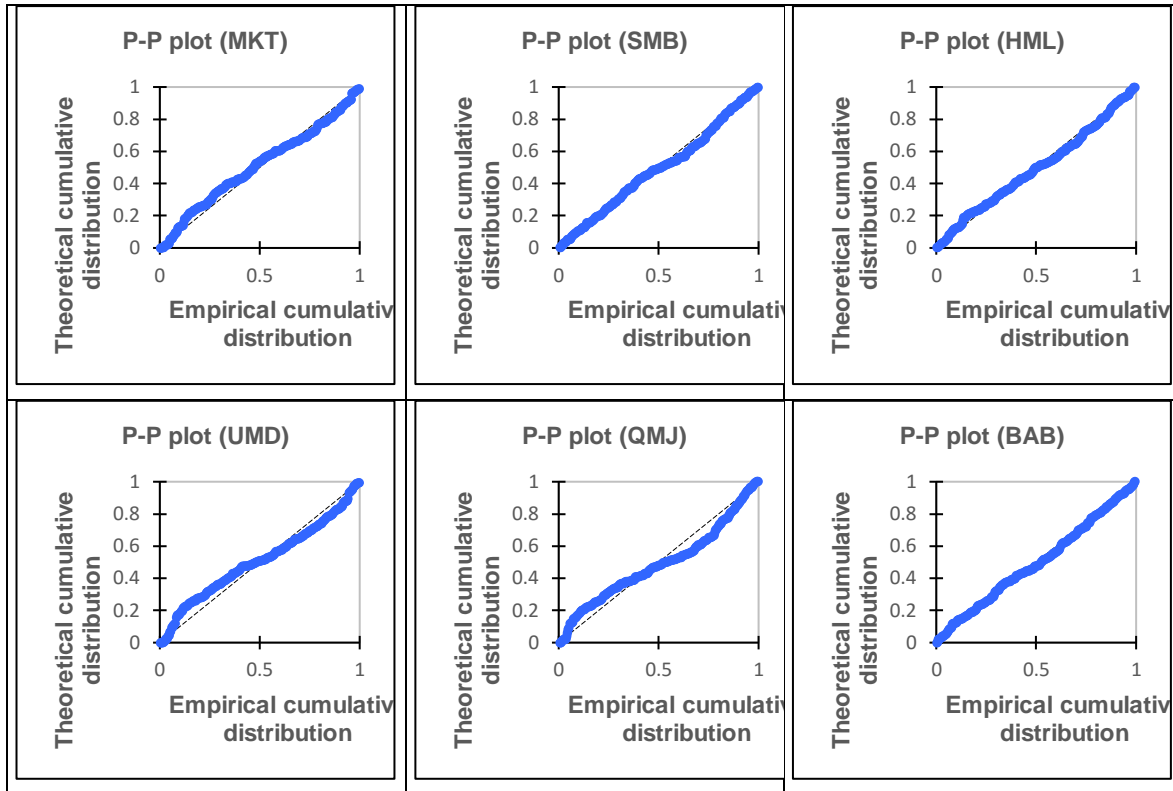 P-P plot (MKT)
Theoretical cumulative
distribution
1
0.8
0.6
0.4
0.2
0
0
0.5
1
Empirical cumulativ
distribution
P-P plot (SMB)
Theoretical cumulative
distribution
1
0.8
0.6
0.4
0.2
0
0
0.5
1
Empirical cumulativ
distribution
P-P plot (HML)
Theoretical cumulative
distribution
1
0.8
0.6
0.4
0.2
0
0
0.5
1
Empirical cumulativ
distribution
P-P plot (UMD)
Theoretical cumulative
distribution
1
0.8
0.6
0.4
0.2
0
0
0.5
1
Empirical cumulativ
distribution
P-P plot (QMJ)
Theoretical cumulative
distribution
1
0.8
0.6
0.4
0.2
0
0
0.5
1
Empirical cumulativ
distribution
P-P plot (BAB)
Theoretical cumulative
distribution
1
0.8
0.6
0.4
0.2
0
0
0.5
1
Empirical cumulativ
distribution